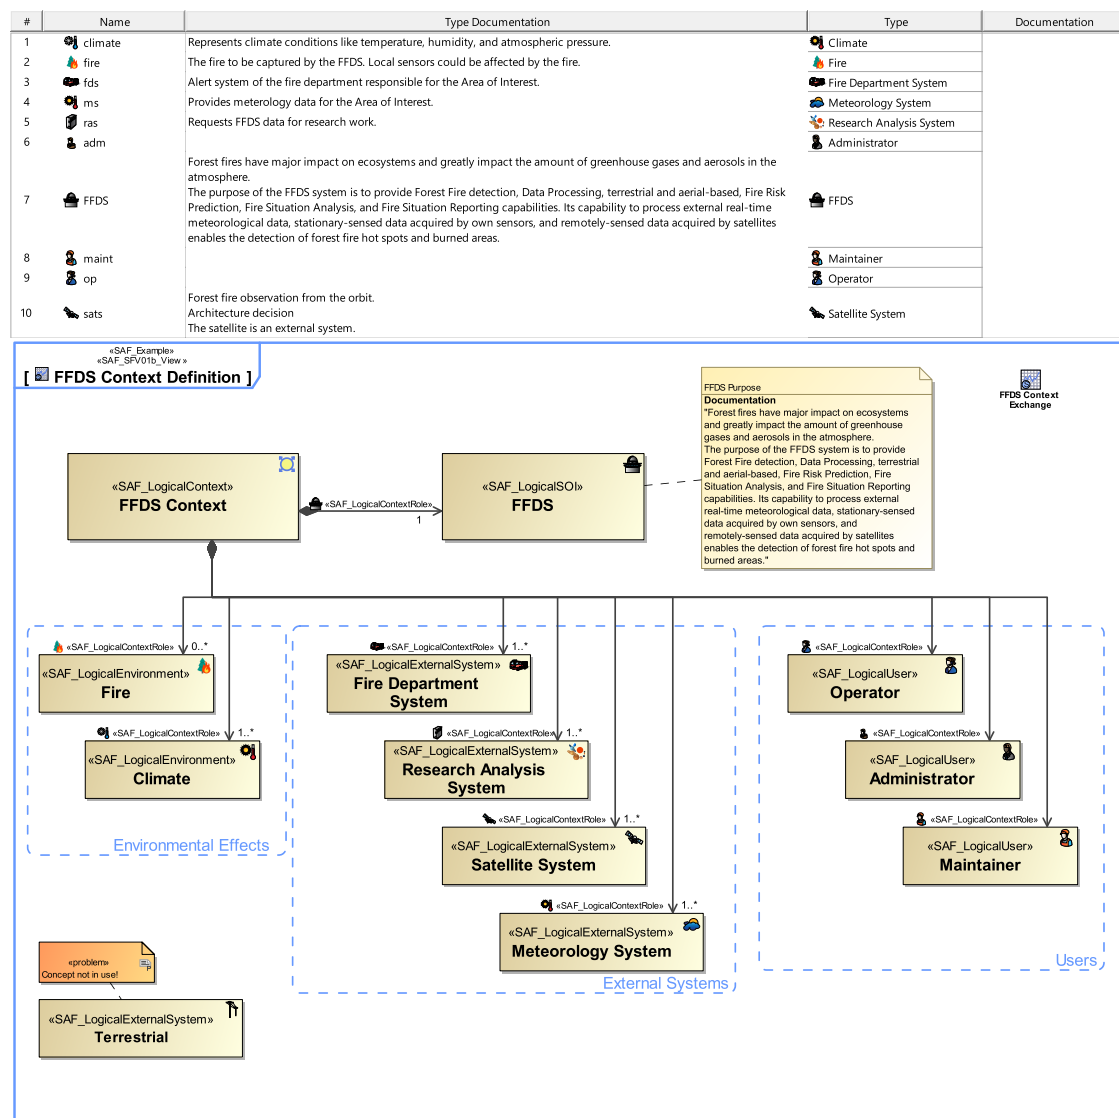 # Name Type Documentation Type Documentation
1 climate Represents climate conditions like temperature, humidity, and atmospheric pressure. Climate
2 fire The fire to be captured by the FFDS. Local sensors could be affected by the fire. Fire
3 fds Alert system of the fire department responsible for the Area of Interest. Fire Department System
4 ms Provides meterology data for the Area of Interest. Meteorology System
5 ras Requests FFDS data for research work. Research Analysis System
6 adm Administrator
Forest fires have major impact on ecosystems and greatly impact the amount of greenhouse gases and aerosols in the
atmosphere.
The purpose of the FFDS system is to provide Forest Fire detection, Data Processing, terrestrial and aerial-based, Fire Risk
7 FFDS Prediction, Fire Situation Analysis, and Fire Situation Reporting capabilities. Its capability to process external real-time FFDS
meteorological data, stationary-sensed data acquired by own sensors, and remotely-sensed data acquired by satellites
enables the detection of forest fire hot spots and burned areas.
8 maint Maintainer
9 op Operator
Forest fire observation from the orbit.
10 sats Architecture decision Satellite System
The satellite is an external system.
«SAF_Example»
«SAF_SFV01b_View»
[ FFDS Context Definition ]
FFDS Purpose
Documentation
"Forest fires have major impact on ecosystems
and greatly impact the amount of greenhouse
gases and aerosols in the atmosphere.
The purpose of the FFDS system is to provide
Forest Fire detection, Data Processing, terrestrial
and aerial-based, Fire Risk Prediction, Fire
Situation Analysis, and Fire Situation Reporting
capabilities. Its capability to process external
real-time meteorological data, stationary-sensed
data acquired by own sensors, and
remotely-sensed data acquired by satellites
enables the detection of forest fire hot spots and
burned areas."
FFDS Context
Exchange
«SAF_LogicalContext»
FFDS Context
«SAF_LogicalContextRole»
1
«SAF_LogicalSOI»
FFDS
«SAF_LogicalContextRole» 0..*
«SAF_LogicalEnvironment»
Fire
«SAF_LogicalContextRole» 1..*
«SAF_LogicalEnvironment»
Climate
Environmental Effects
«SAF_LogicalContextRole» 1..*
«SAF_LogicalExternalSystem»
Fire Department
System
«SAF_LogicalContextRole» 1..*
«SAF_LogicalExternalSystem»
Research Analysis
System
«SAF_LogicalContextRole» 1..*
«SAF_LogicalExternalSystem»
Satellite System
«SAF_LogicalContextRole» 1..*
«SAF_LogicalExternalSystem»
Meteorology System
External Systems
«SAF_LogicalContextRole»
«SAF_LogicalUser»
Operator
«SAF_LogicalContextRole»
«SAF_LogicalUser»
Administrator
«SAF_LogicalContextRole»
«SAF_LogicalUser»
Maintainer
Users
«problem»
Concept not in use!
«SAF_LogicalExternalSystem»
Terrestrial